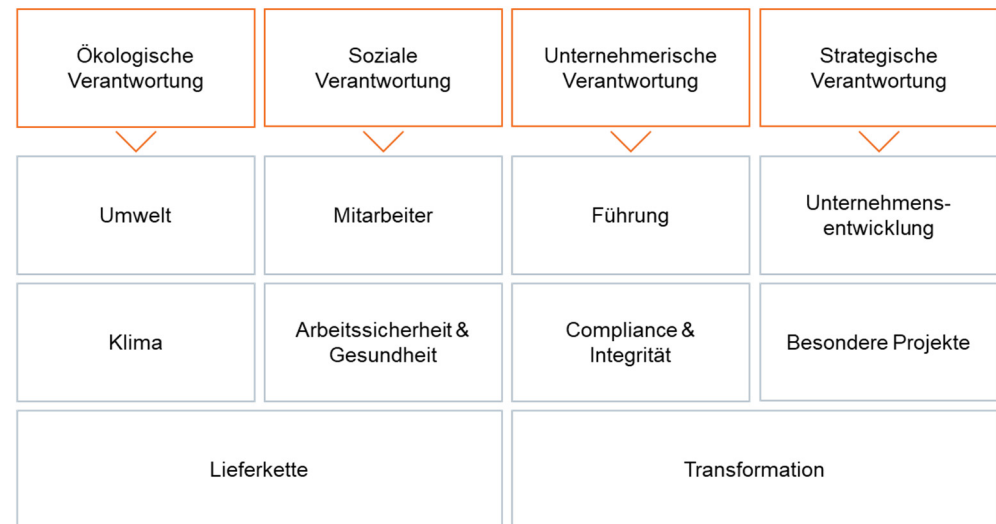 Ökologische
Verantwortung
Soziale
Verantwortung
Unternehmerische
Verantwortung
Strategische
Verantwortung
Umwelt
Mitarbeiter
Führung
Unternehmens-
entwicklung
Klima
Arbeitssicherheit &
Gesundheit
Compliance &
Integrität
Besondere Projekte
Lieferkette
Transformation